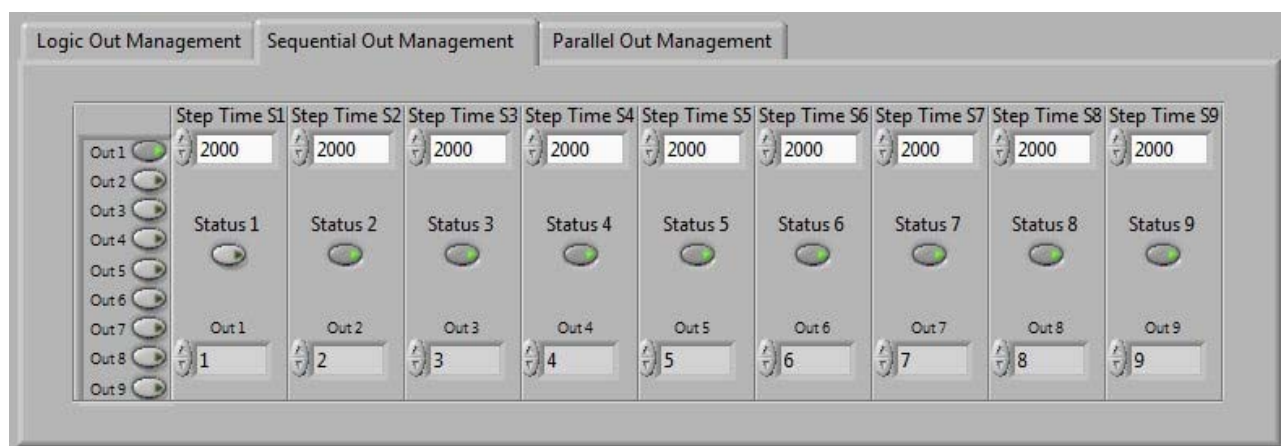 Logic Out Management Sequential Out Management Parallel Out Management
Step Time S1 Step Time S2 Step Time S3 Step Time S4 Step Time S5 Step Time S6 Step Time S7 Step Time S8 Step Time S9
Out 1 2000 2000 2000 2000 2000 2000 2000 2000 2000
Out 2
Out 3
Status 1 Status 2 Status 3 Status 4 Status 5 Status 6 Status 7 Status 8 Status 9
Out 4
Out 5
Out 6
Out 7 Out 1 Out 2 Out 3 Out 4 Out 5 Out 6 Out 7 Out 8 Out 9
Out 8 1 2 3 4 5 6 7 8 9
Out 9